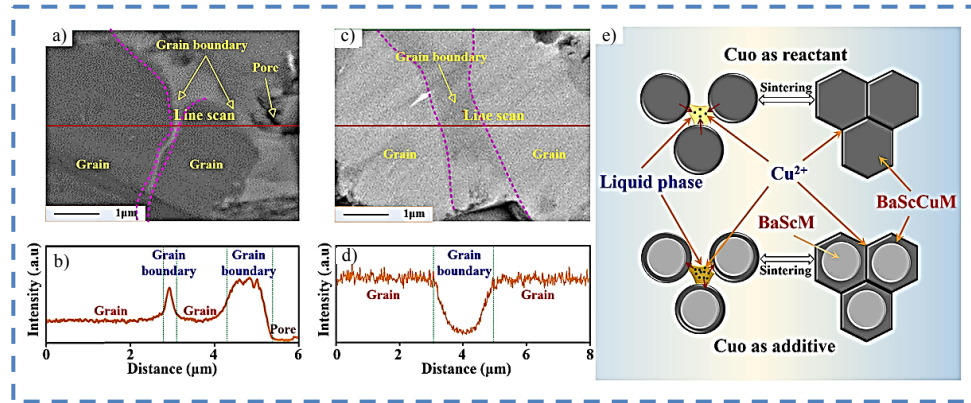 a)
Grain boundary
Pore
Line scan
Grain
Grain
1µm
c)
Grain boundary
Line scan
Grain
Grain
1µm
b)
Intensity (.a.u)
Grain
boundary
Grain
boundary
Grain
Grain
Pore
0
2
4
6
Distance (µm)
d)
Intensity (.a.u)
Grain
boundary
Grain
Grain
0
2
4
6
8
Distance (µm)
e)
Cuo as reactant
Sintering
Liquid phase
Cu²⁺
BaScCuM
BaScM
Sintering
Cuo as additive